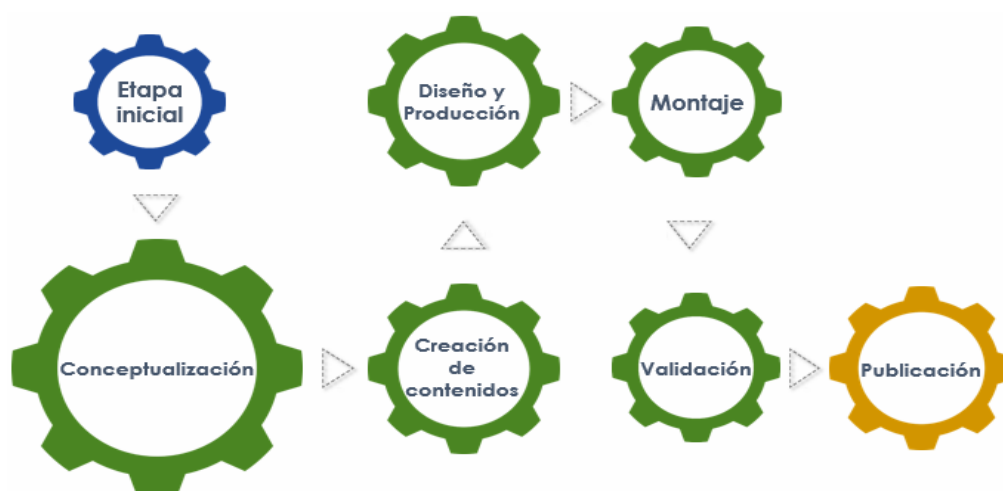 Etapa
inicial
Conceptualización
Creación
de
contenidos
Diseño y
Producción
Montaje
Validación
Publicación